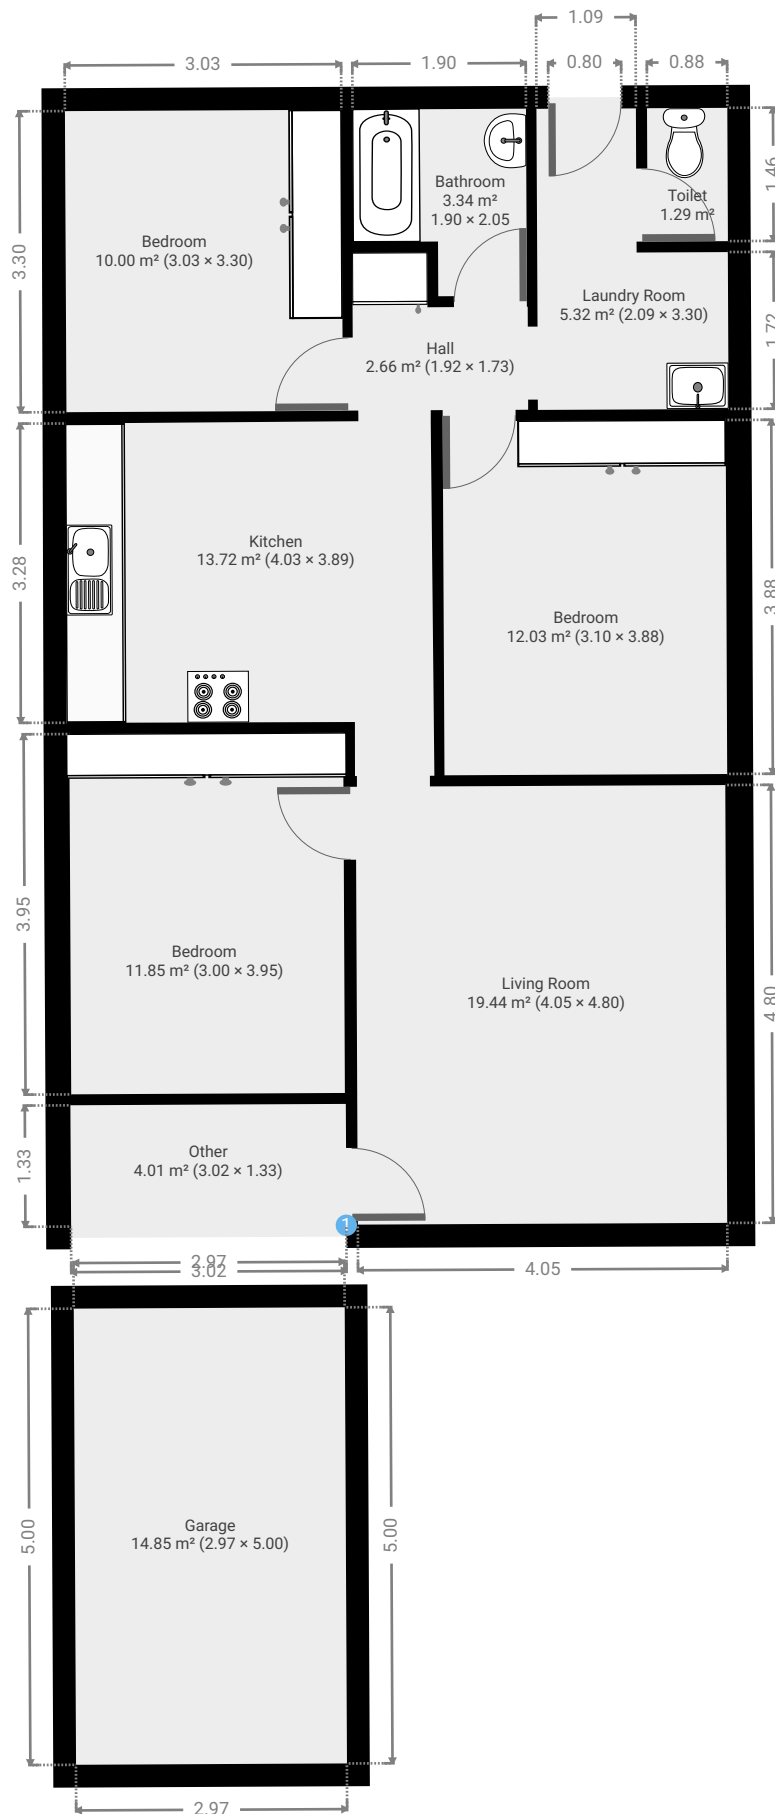 1.09
3.03
1.90
0.80
0.88
3.30
1.46
Bathroom
3.34 m²
1.90 × 2.05
Toilet
1.29 m²
Bedroom
10.00 m² (3.03 × 3.30)
Laundry Room
5.32 m² (2.09 × 3.30)
1.72
Hall
2.66 m² (1.92 × 1.73)
3.28
Kitchen
13.72 m² (4.03 × 3.89)
3.88
Bedroom
12.03 m² (3.10 × 3.88)
3.95
Bedroom
11.85 m² (3.00 × 3.95)
Living Room
19.44 m² (4.05 × 4.80)
4.80
1.33
Other
4.01 m² (3.02 × 1.33)
1
2.97
3.02
4.05
5.00
Garage
14.85 m² (2.97 × 5.00)
5.00
2.97